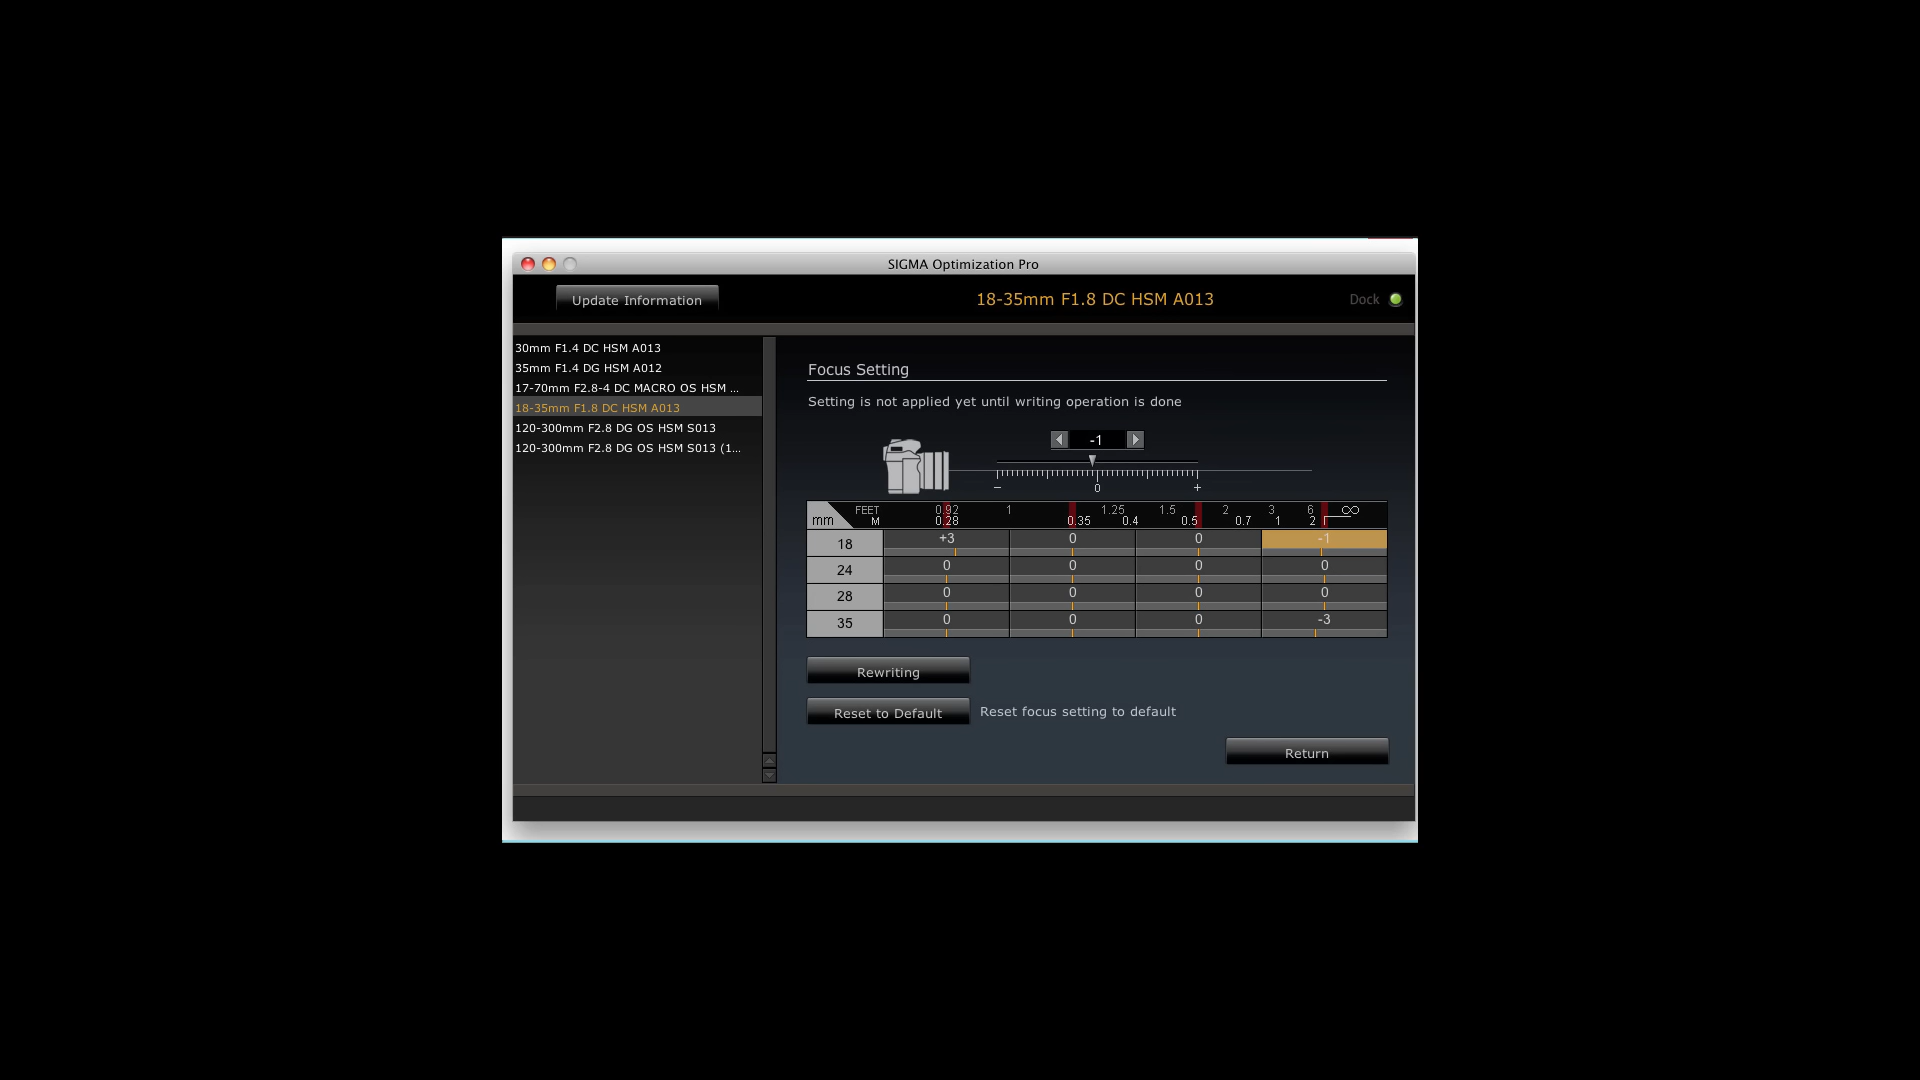 SIGMA Optimization Pro
Update Information
18-35mm F1.8 DC HSM A013
Dock
30mm F1.4 DC HSM A013
35mm F1.4 DG HSM A012
17-70mm F2.8-4 DC MACRO OS HSM ...
18-35mm F1.8 DC HSM A013
120-300mm F2.8 DG OS HSM S013
120-300mm F2.8 DG OS HSM S013 (1...
Focus Setting
Setting is not applied yet until writing operation is done
-1
− 0 +
FEET 0.92 1 1.25 1.5 2 3 6 ∞
mm M 0.28 0.35 0.4 0.5 0.7 1 2
18 +3 0 0 -1
24 0 0 0 0
28 0 0 0 0
35 0 0 0 -3
Rewriting
Reset to Default Reset focus setting to default
Return